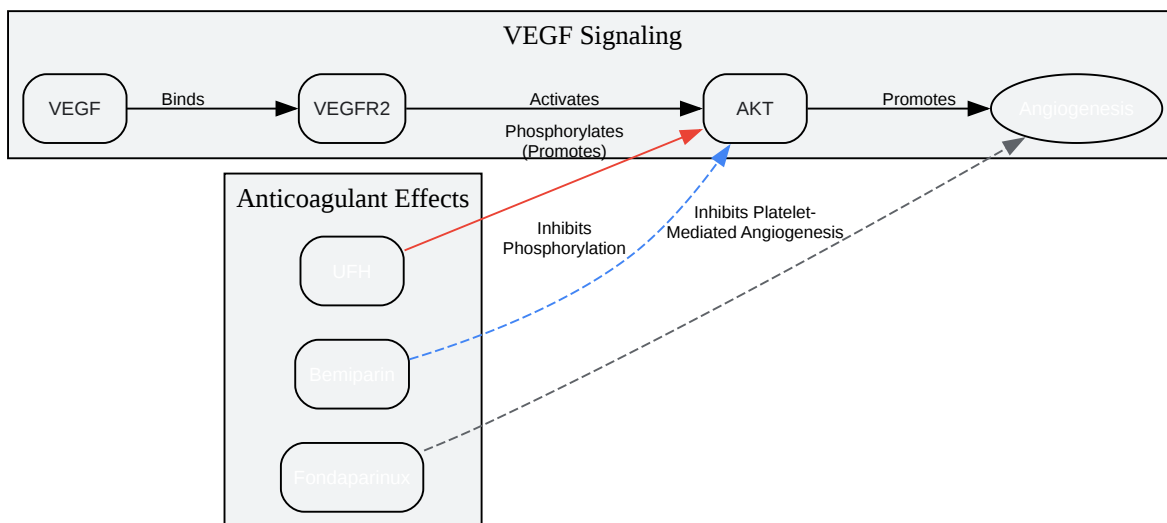 VEGF Signaling
VEGF
Binds
VEGFR2
Activates
AKT
Promotes
Angiogenesis
Phosphorylates
(Promotes)
Anticoagulant Effects
UFH
Inhibits
Phosphorylation
Inhibits Platelet-
Mediated Angiogenesis
Bemiparin
Fondaparinux